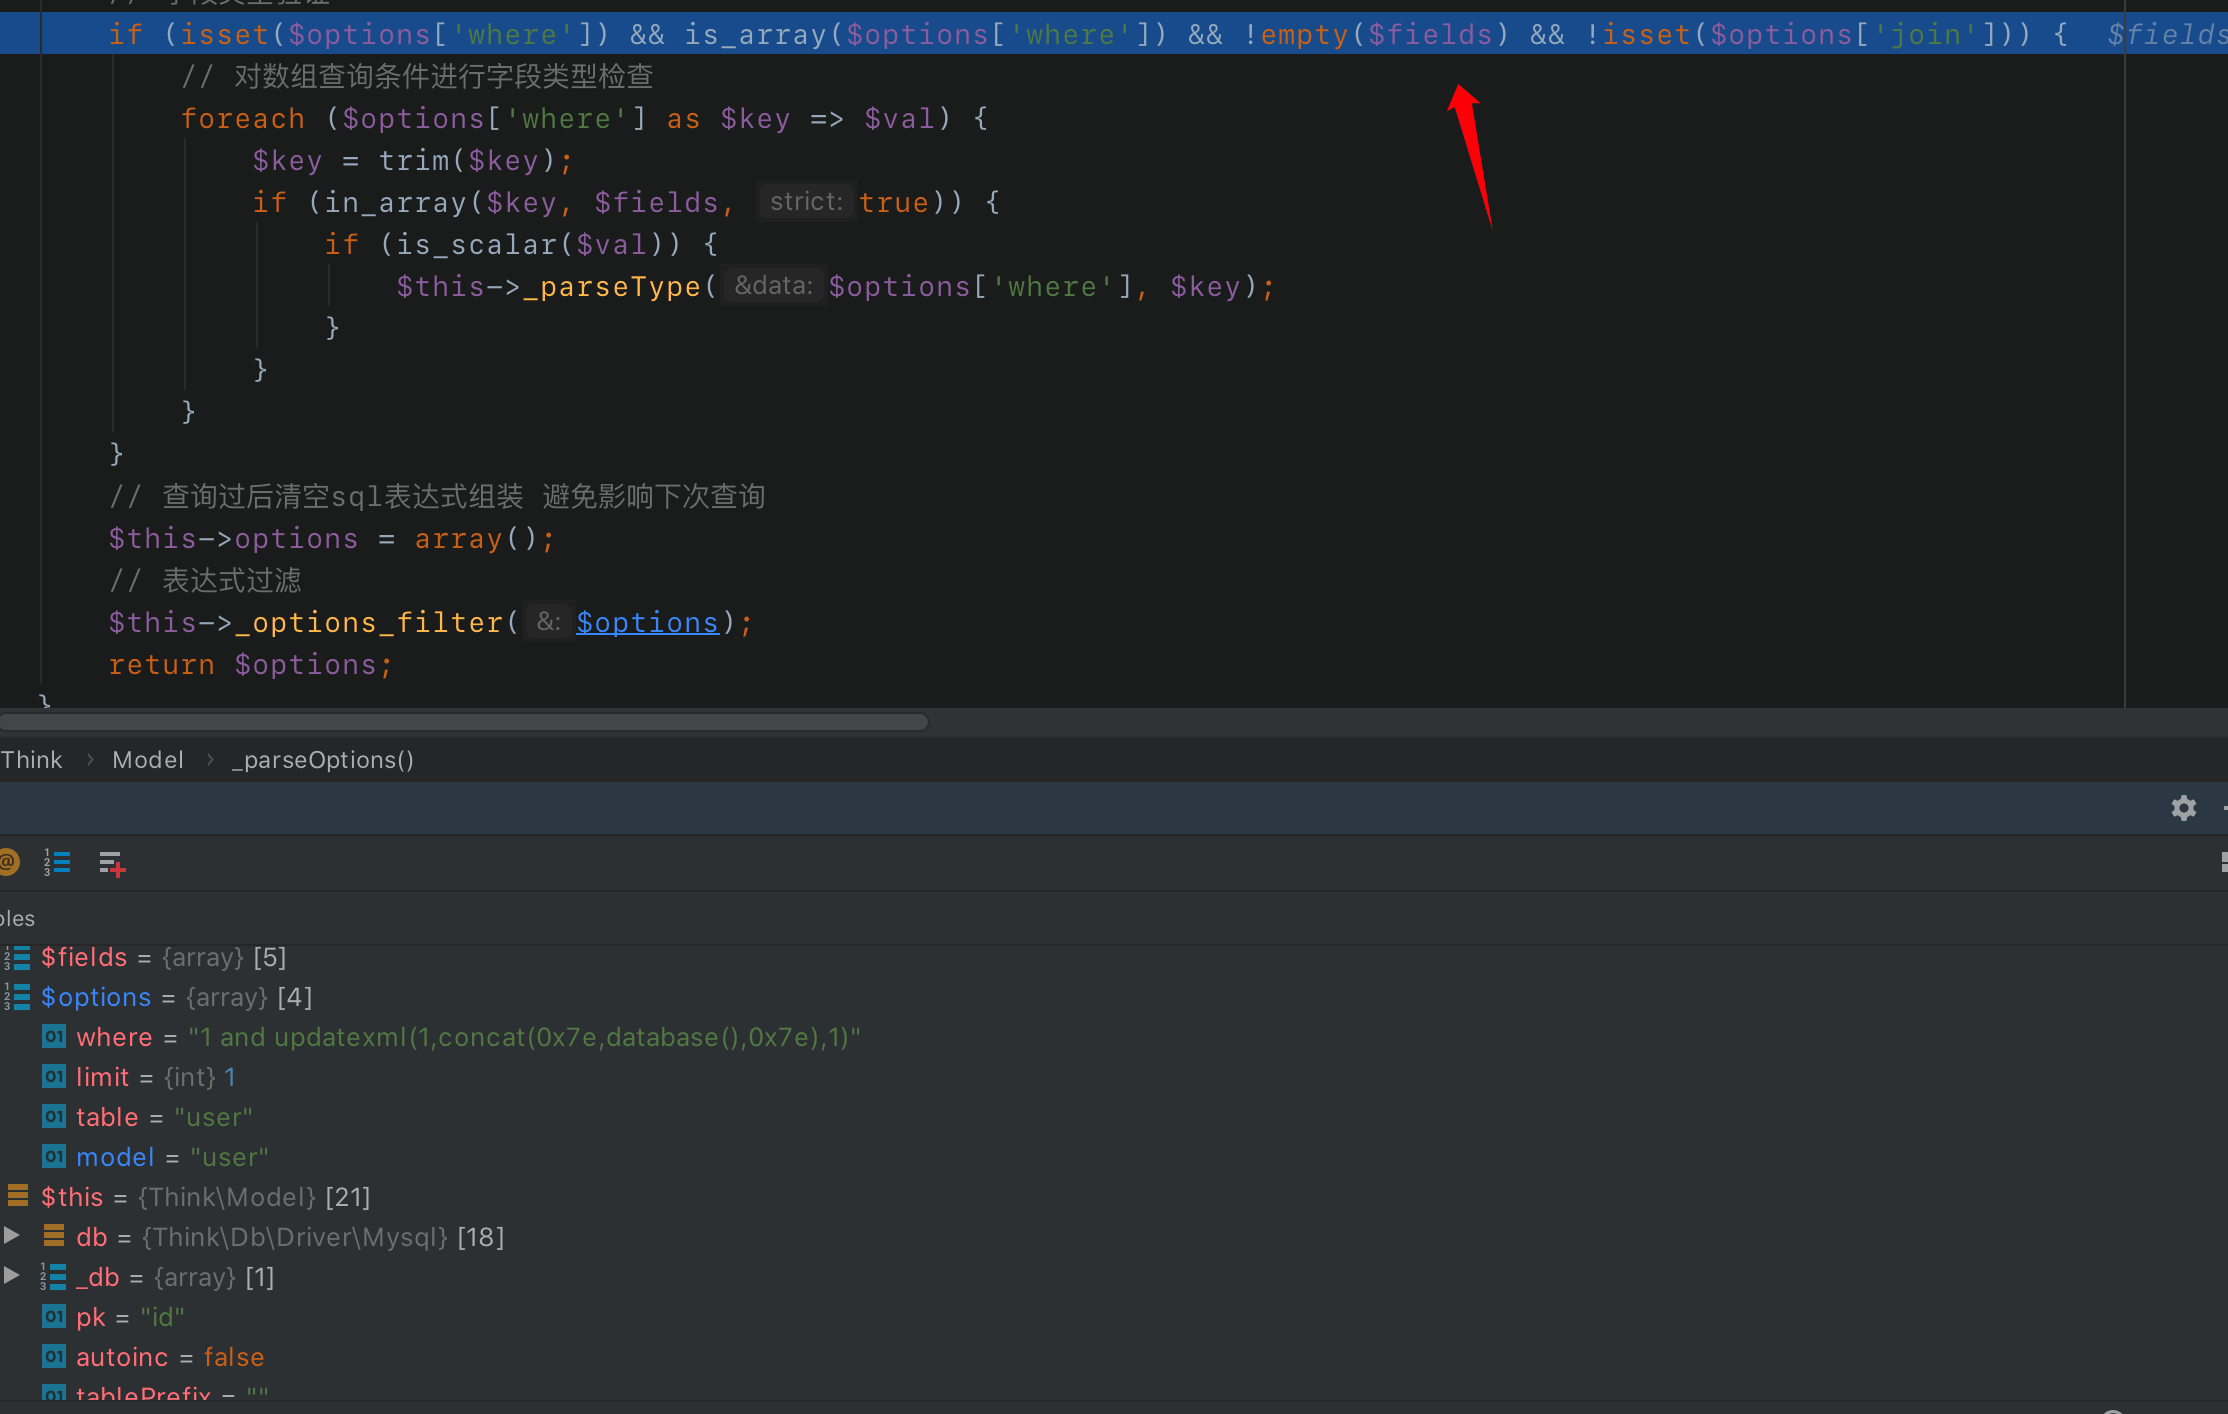 // 字段类型验证
if (isset($options['where']) && is_array($options['where']) && !empty($fields) && !isset($options['join'])) {  $fields
// 对数组查询条件进行字段类型检查
foreach ($options['where'] as $key => $val) {
$key = trim($key);
if (in_array($key, $fields, strict: true)) {
if (is_scalar($val)) {
$this->_parseType( &data: $options['where'], $key);
}
}
}
}
// 查询过后清空sql表达式组装 避免影响下次查询
$this->options = array();
// 表达式过滤
$this->_options_filter( &: $options);
return $options;
}
Think > Model > _parseOptions()
bles
$fields = {array} [5]
$options = {array} [4]
where = "1 and updatexml(1,concat(0x7e,database(),0x7e),1)"
limit = {int} 1
table = "user"
model = "user"
$this = {Think\Model} [21]
db = {Think\Db\Driver\Mysql} [18]
_db = {array} [1]
pk = "id"
autoinc = false
tablePrefix = ""